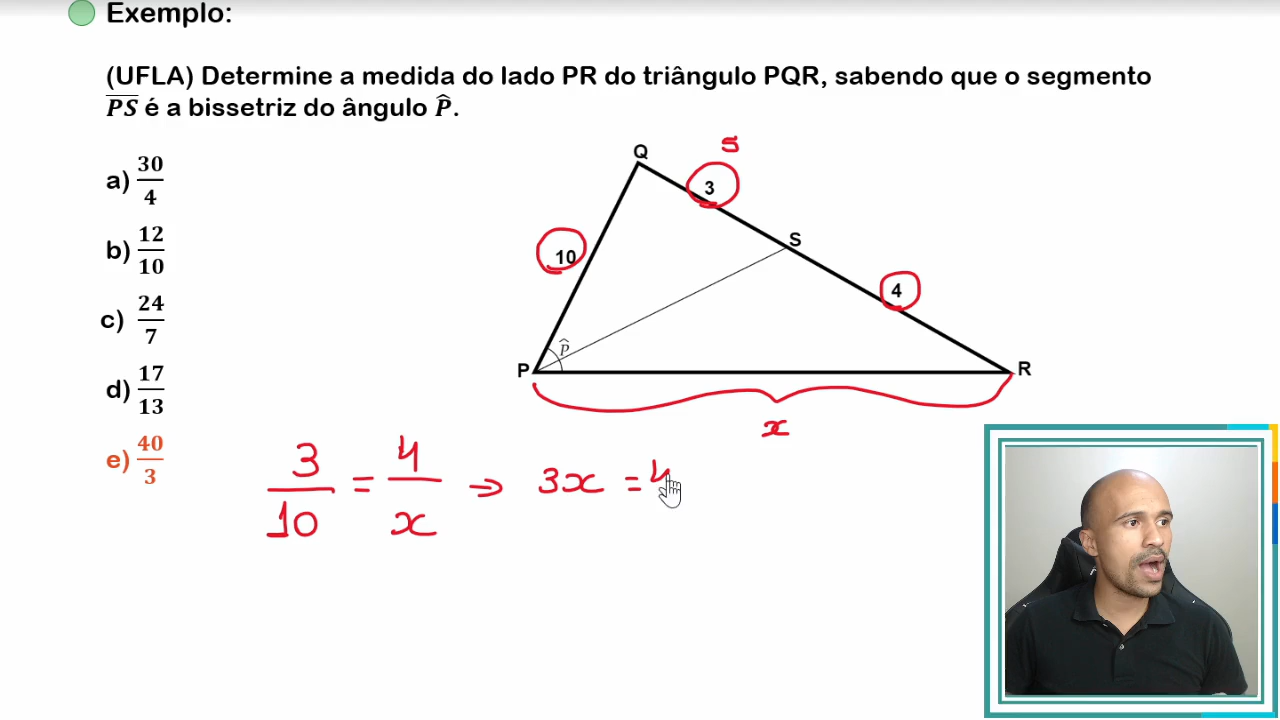 Exemplo:
(UFLA) Determine a medida do lado PR do triângulo PQR, sabendo que o segmento
PS é a bissetriz do ângulo P̂.
a) 30/4
b) 12/10
c) 24/7
d) 17/13
e) 40/3
S
Q
3
10
S
4
P̂
P
R
x
3/10 = 4/x → 3x = 4